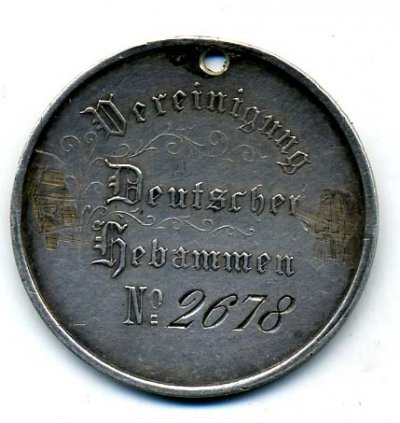 Vereinigung
Deutscher
Hebammen
No. 2678